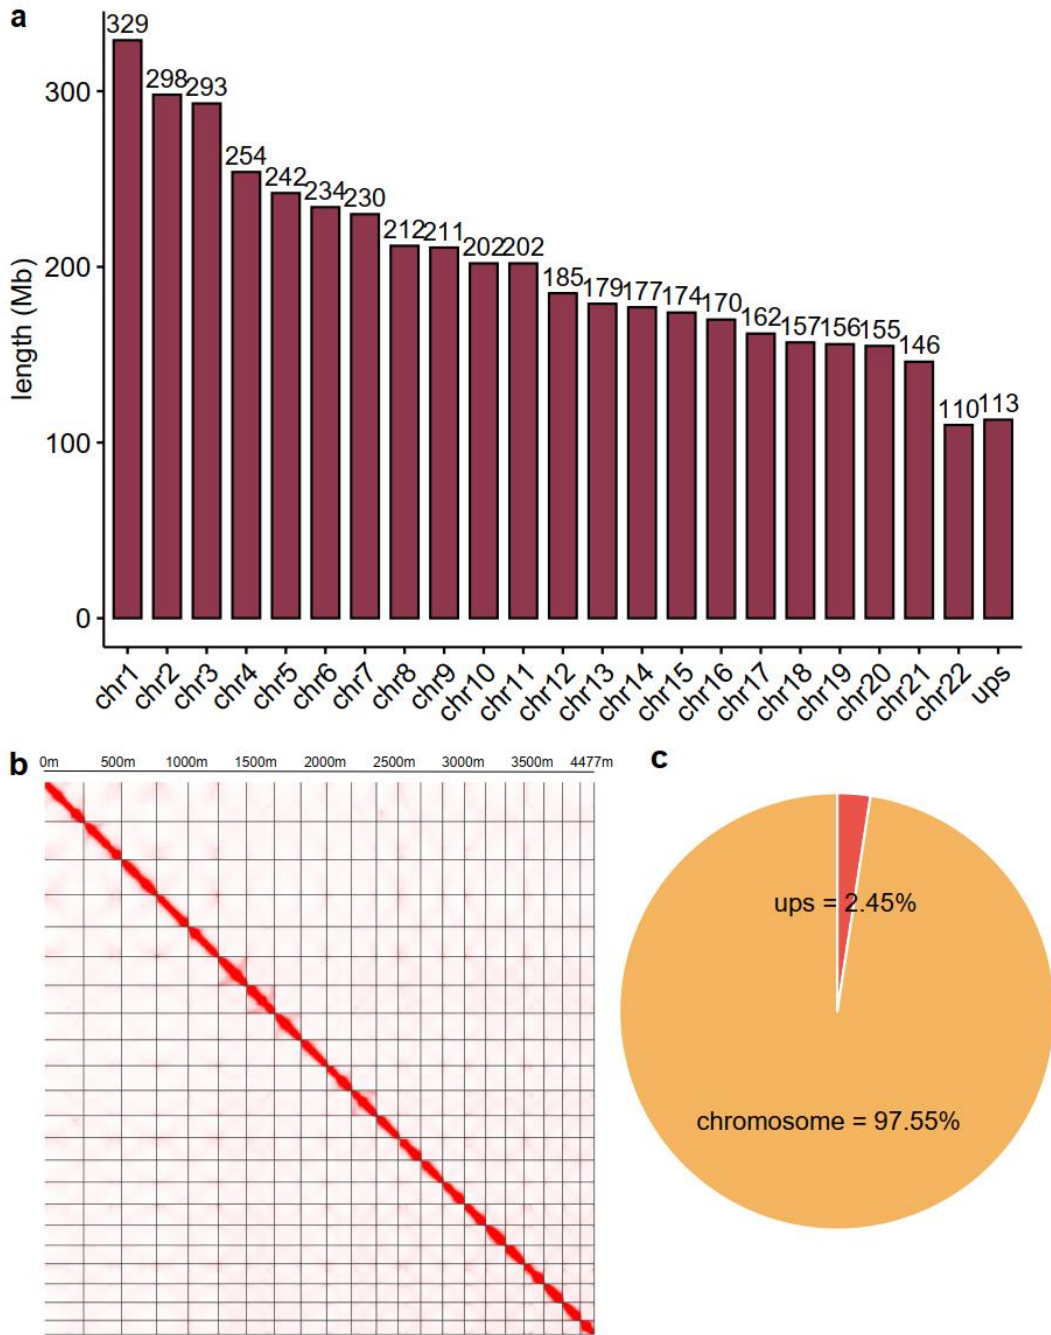 a
329
298 293
254
242 234 230
212 211
202 202
185 179 177 174 170
162 157 156 155
146
110 113
300
200
100
0
length (Mb)
chr1 chr2 chr3 chr4 chr5 chr6 chr7 chr8 chr9 chr10 chr11 chr12 chr13 chr14 chr15 chr16 chr17 chr18 chr19 chr20 chr21 chr22 ups
b
0m 500m 1000m 1500m 2000m 2500m 3000m 3500m 4477m
c
ups = 2.45%
chromosome = 97.55%